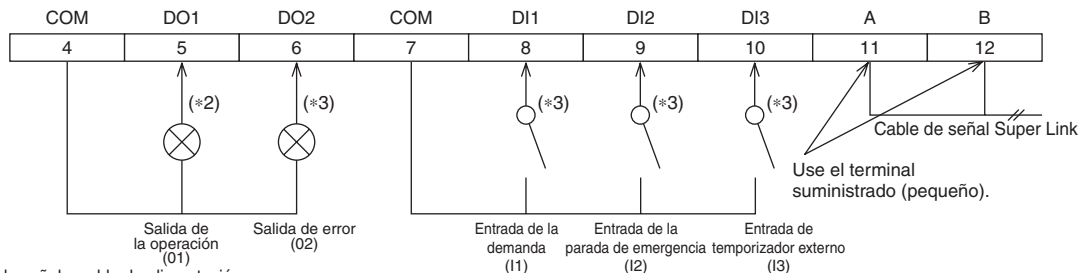 COM DO1 DO2 COM DI1 DI2 DI3 A B
4 5 6 7 8 9 10 11 12
(*2) (*3) (*3) (*3) (*3)
Cable de señal Super Link
Use el terminal
suministrado (pequeño).
Salida de
la operación
(01)
Salida de error
(02)
Entrada de la
demanda
(I1)
Entrada de la
parada de emergencia
(I2)
Entrada de
temporizador externo
(I3)